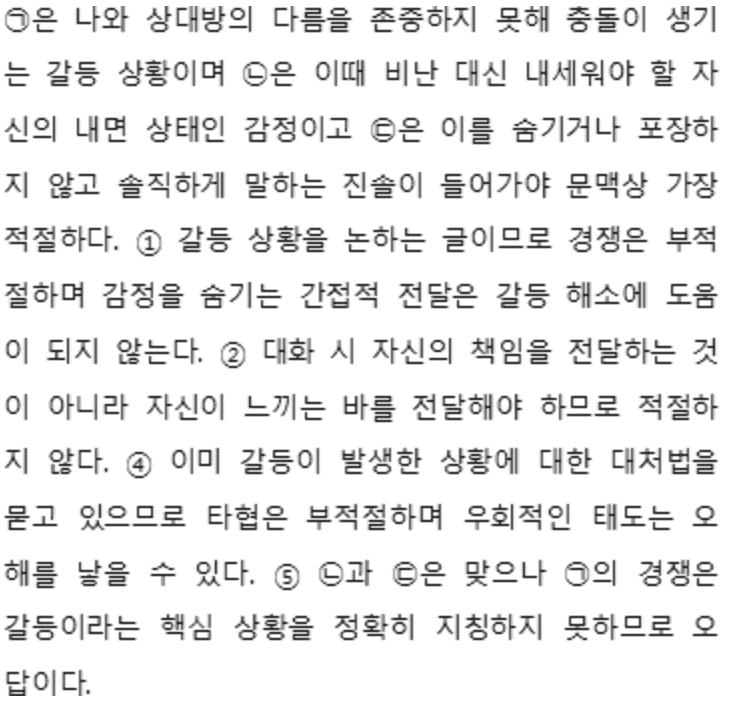 ㉠은 나와 상대방의 다름을 존중하지 못해 충돌이 생기
는 갈등 상황이며 ㉡은 이때 비난 대신 내세워야 할 자
신의 내면 상태인 감정이고 ㉢은 이를 숨기거나 포장하
지 않고 솔직하게 말하는 진솔이 들어가야 문맥상 가장
적절하다. ① 갈등 상황을 논하는 글이므로 경쟁은 부적
절하며 감정을 숨기는 간접적 전달은 갈등 해소에 도움
이 되지 않는다. ② 대화 시 자신의 책임을 전달하는 것
이 아니라 자신이 느끼는 바를 전달해야 하므로 적절하
지 않다. ④ 이미 갈등이 발생한 상황에 대한 대처법을
묻고 있으므로 타협은 부적절하며 우회적인 태도는 오
해를 낳을 수 있다. ⑤ ㉡과 ㉢은 맞으나 ㉠의 경쟁은
갈등이라는 핵심 상황을 정확히 지칭하지 못하므로 오
답이다.